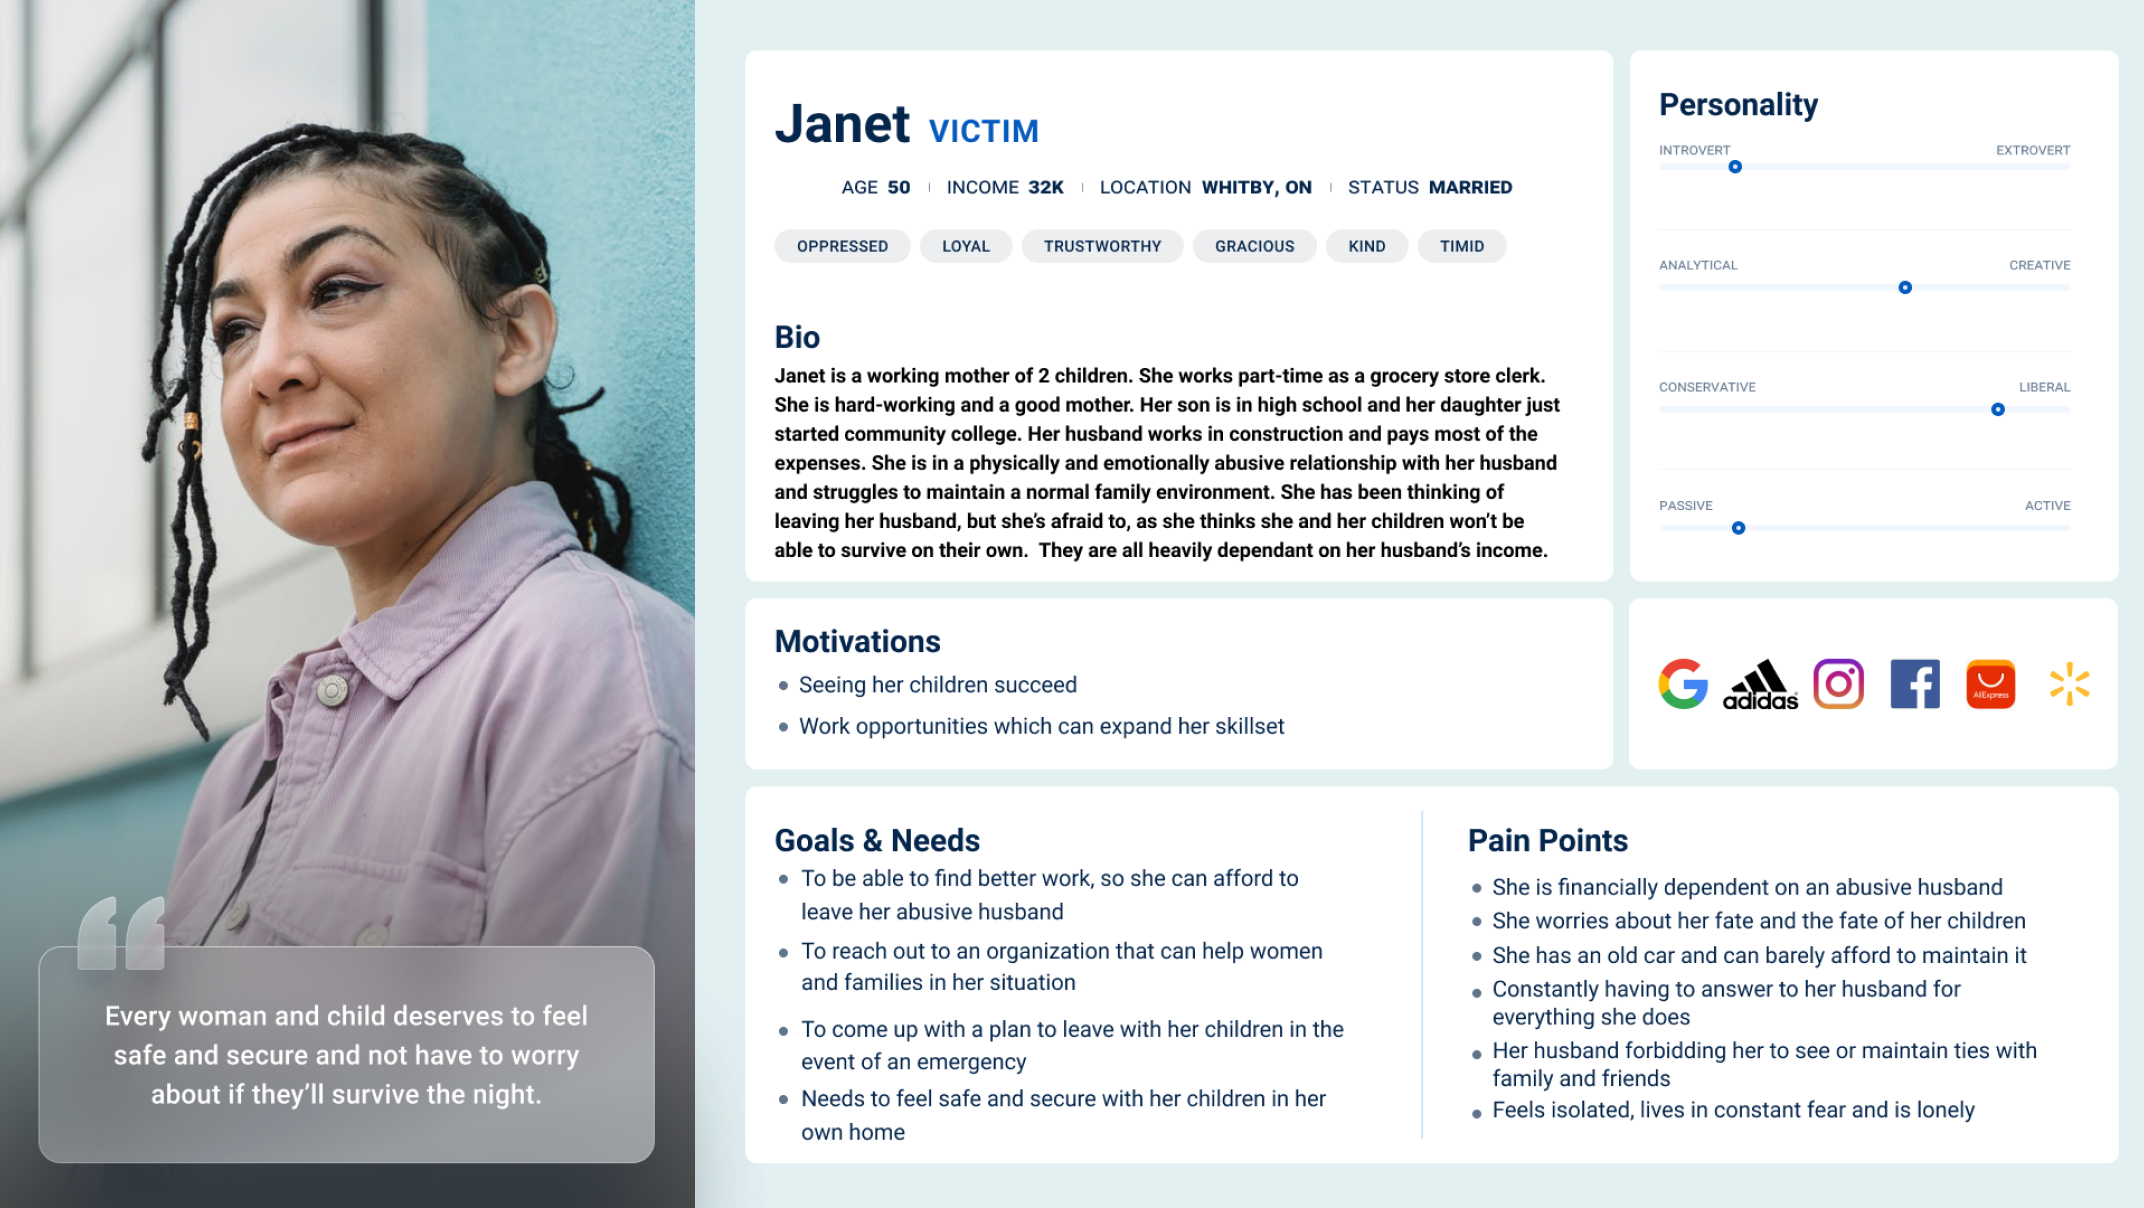 Janet VICTIM
AGE 50 INCOME 32K LOCATION WHITBY, ON STATUS MARRIED
OPPRESSED LOYAL TRUSTWORTHY GRACIOUS KIND TIMID
Bio
Janet is a working mother of 2 children. She works part-time as a grocery store clerk.
She is hard-working and a good mother. Her son is in high school and her daughter just
started community college. Her husband works in construction and pays most of the
expenses. She is in a physically and emotionally abusive relationship with her husband
and struggles to maintain a normal family environment. She has been thinking of
leaving her husband, but she’s afraid to, as she thinks she and her children won’t be
able to survive on their own.  They are all heavily dependant on her husband’s income.
Personality
INTROVERT EXTROVERT
ANALYTICAL CREATIVE
CONSERVATIVE LIBERAL
PASSIVE ACTIVE
Motivations
Seeing her children succeed
Work opportunities which can expand her skillset
adidas
AliExpress
Goals & Needs
To be able to find better work, so she can afford to
leave her abusive husband
To reach out to an organization that can help women
and families in her situation
To come up with a plan to leave with her children in the
event of an emergency
Needs to feel safe and secure with her children in her
own home
Pain Points
She is financially dependent on an abusive husband
She worries about her fate and the fate of her children
She has an old car and can barely afford to maintain it
Constantly having to answer to her husband for
everything she does
Her husband forbidding her to see or maintain ties with
family and friends
Feels isolated, lives in constant fear and is lonely
Every woman and child deserves to feel
safe and secure and not have to worry
about if they’ll survive the night.